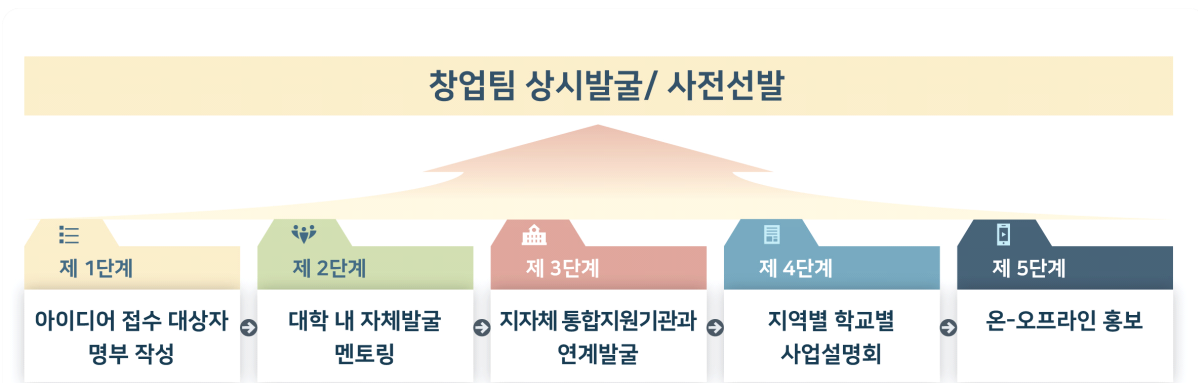 창업팀 상시발굴/ 사전선발
제 1단계
아이디어 접수 대상자
명부 작성
제 2단계
대학 내 자체발굴
멘토링
제 3단계
지자체 통합지원기관과
연계발굴
제 4단계
지역별 학교별
사업설명회
제 5단계
온-오프라인 홍보